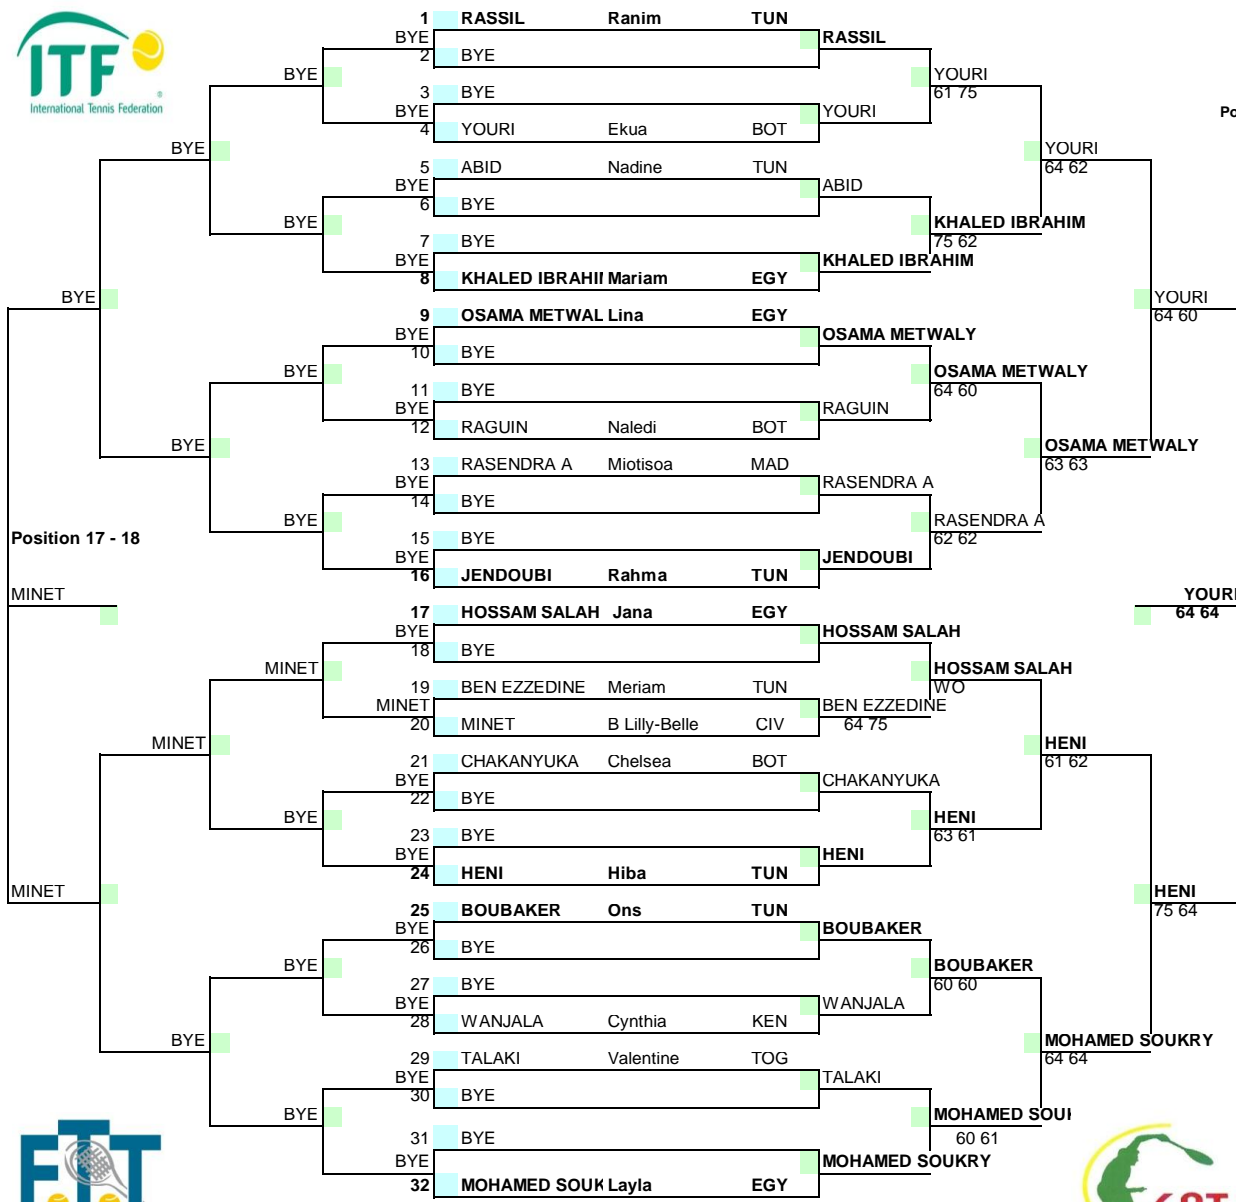 1 RASSIL Ranim TUN
BYE RASSIL
2 BYE
BYE YOURI
61 75
3 BYE
BYE YOURI
4 YOURI Ekua BOT
BYE YOURI
64 62
5 ABID Nadine TUN
BYE ABID
6 BYE
BYE KHALED IBRAHIM
75 62
7 BYE
BYE KHALED IBRAHIM
8 KHALED IBRAHI Mariam EGY
BYE YOURI
64 60
9 OSAMA METWAL Lina EGY
BYE OSAMA METWALY
10 BYE
BYE OSAMA METWALY
64 60
11 BYE
BYE RAGUIN
12 RAGUIN Naledi BOT
BYE OSAMA METWALY
63 63
13 RASENDRA A Miotisoa MAD
BYE RASENDRA A
14 BYE
BYE RASENDRA A
62 62
Position 17 - 18
15 BYE
BYE JENDOUBI
16 JENDOUBI Rahma TUN
MINET YOURI
64 64
17 HOSSAM SALAH Jana EGY
BYE HOSSAM SALAH
18 BYE
MINET HOSSAM SALAH
WO
19 BEN EZZEDINE Meriam TUN
MINET BEN EZZEDINE
64 75
20 MINET B Lilly-Belle CIV
MINET HENI
61 62
21 CHAKANYUKA Chelsea BOT
BYE CHAKANYUKA
22 BYE
BYE HENI
63 61
23 BYE
BYE HENI
24 HENI Hiba TUN
MINET HENI
75 64
25 BOUBAKER Ons TUN
BYE BOUBAKER
26 BYE
BYE BOUBAKER
60 60
27 BYE
BYE WANJALA
28 WANJALA Cynthia KEN
BYE MOHAMED SOUKRY
64 64
29 TALAKI Valentine TOG
BYE TALAKI
30 BYE
BYE MOHAMED SOU
60 61
31 BYE
BYE MOHAMED SOUKRY
32 MOHAMED SOUK Layla EGY
ITF
International Tennis Federation
Po
FTT